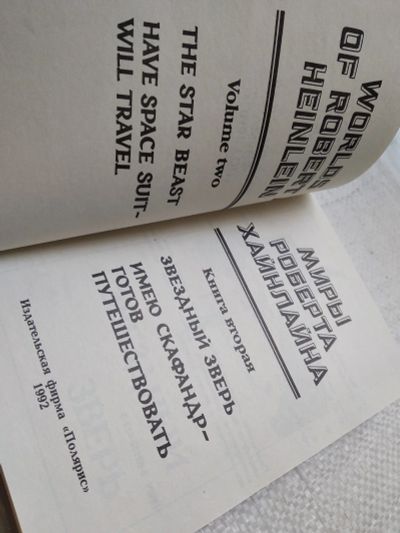 WORLDS
OF ROBERT
HEINLEIN
Volume two
THE STAR BEAST
HAVE SPACE SUIT-
WILL TRAVEL
МИРЫ
РОБЕРТА
ХАЙНЛАЙНА
Книга вторая
ЗВЕЗДНЫЙ ЗВЕРЬ
ИМЕЮ СКАФАНДР–
ГОТОВ
ПУТЕШЕСТВОВАТЬ
Издательская фирма «Полярис»
1992
ЗВЕРЬ